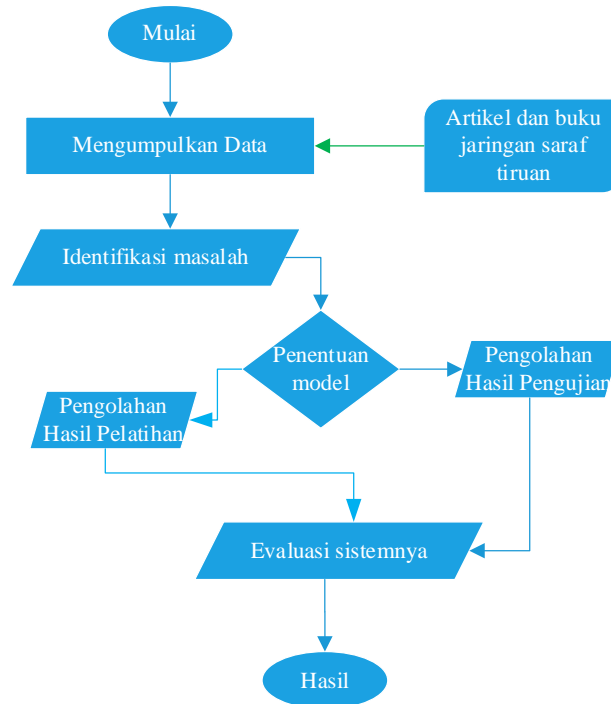 Mulai
Mengumpulkan Data
Artikel dan buku
jaringan saraf
tiruan
Identifikasi masalah
Penentuan
model
Pengolahan
Hasil Pengujian
Pengolahan
Hasil Pelatihan
Evaluasi sistemnya
Hasil